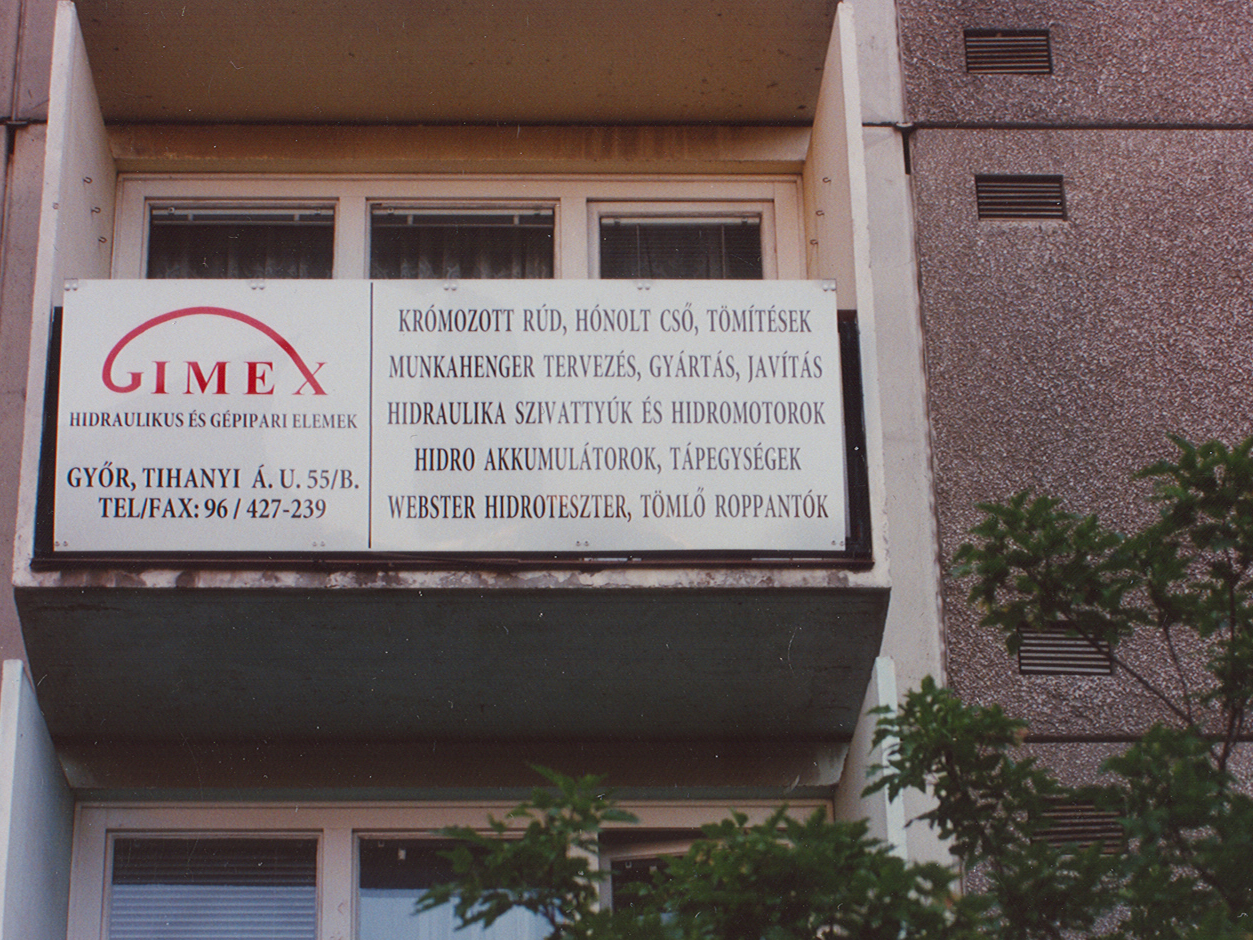 GIMEX
HIDRAULIKUS ÉS GÉPIPARI ELEMEK
GYŐR, TIHANYI Á. U. 55/B.
TEL/FAX: 96 / 427-239
KRÓMOZOTT RÚD, HÓNOLT CSŐ, TÖMÍTÉSEK
MUNKAHENGER TERVEZÉS, GYÁRTÁS, JAVÍTÁS
HIDRAULIKA SZIVATTYÚK ÉS HIDROMOTOROK
HIDRO AKKUMULÁTOROK, TÁPEGYSÉGEK
WEBSTER HIDROTESZTER, TÖMLŐ ROPPANTÓK